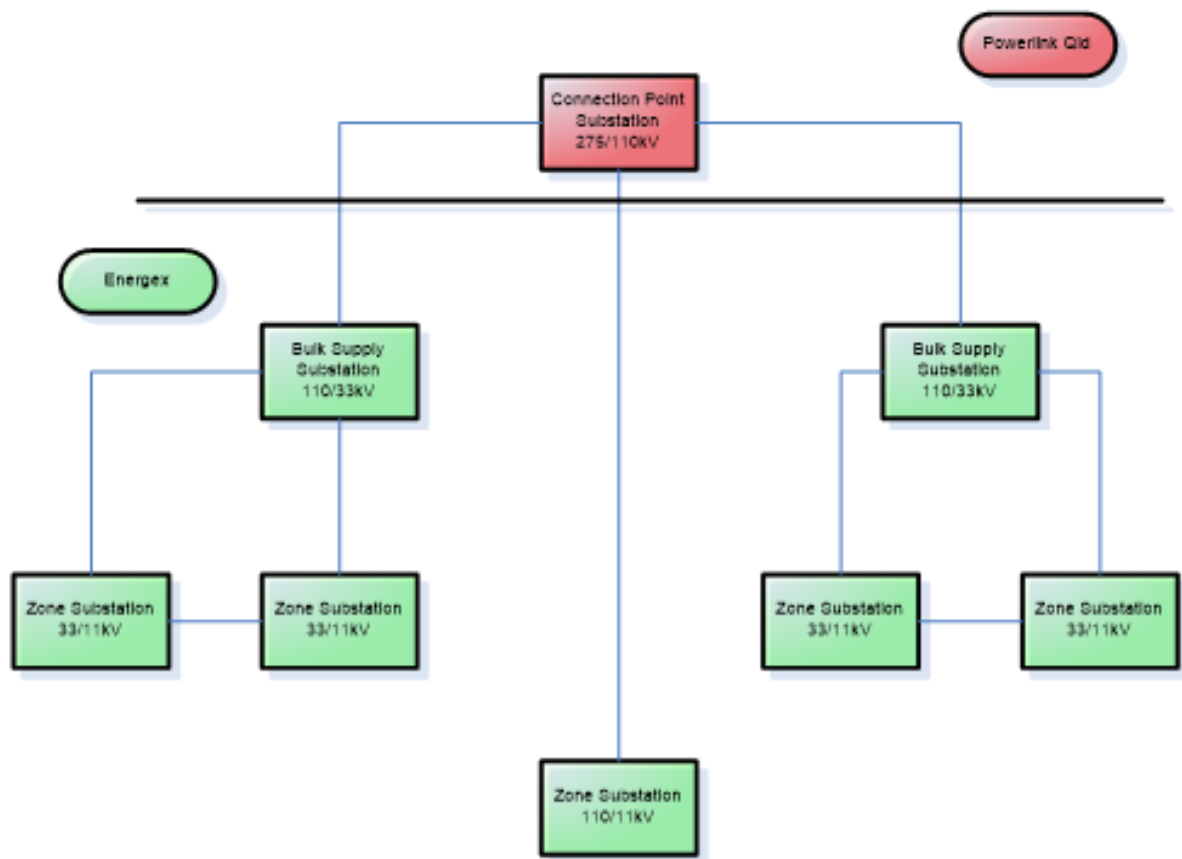 Powerlink Qld
Connection Point
Substation
275/110kV
Energex
Bulk Supply
Substation
110/33kV
Bulk Supply
Substation
110/33kV
Zone Substation
33/11kV
Zone Substation
33/11kV
Zone Substation
33/11kV
Zone Substation
33/11kV
Zone Substation
110/11kV